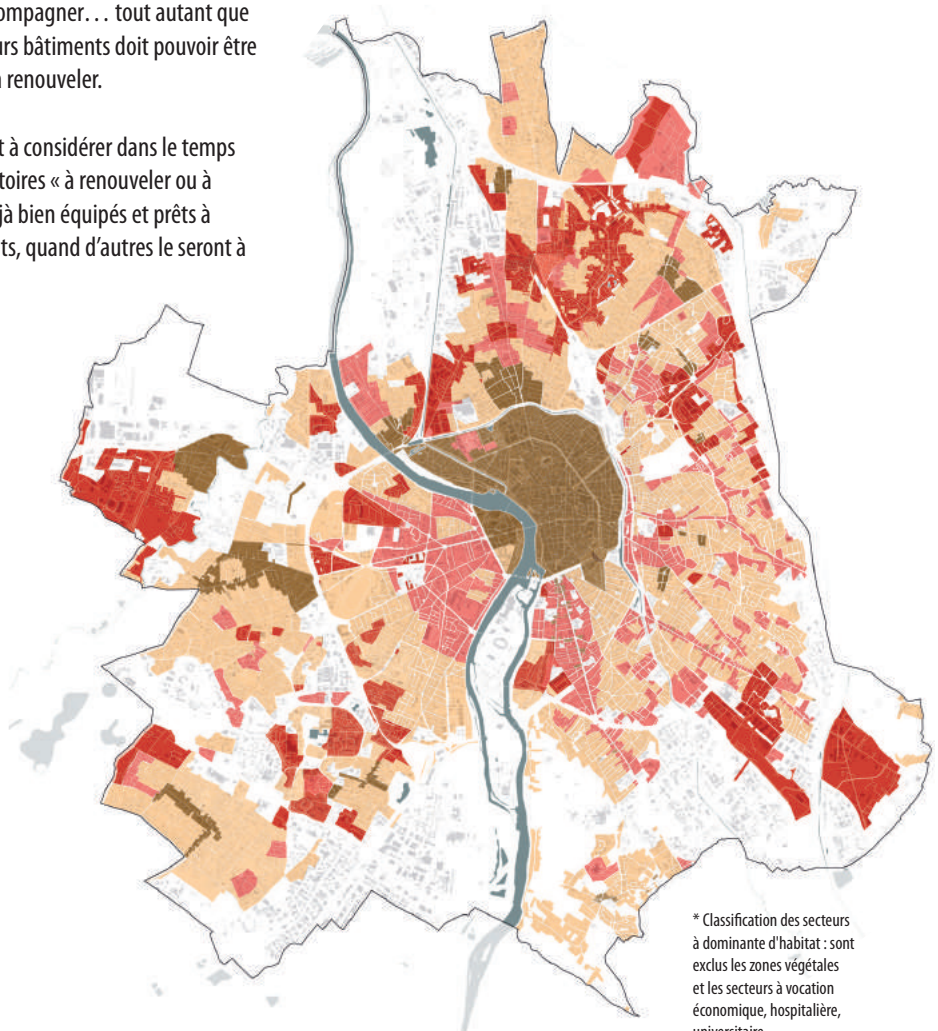 ompagner… tout autant que
urs bâtiments doit pouvoir être
renouveler.
t à considérer dans le temps
toires « à renouveler ou à
jà bien équipés et prêts à
ts, quand d'autres le seront à
* Classification des secteurs
à dominante d'habitat : sont
exclus les zones végétales
et les secteurs à vocation
économique, hospitalière,
universitaire